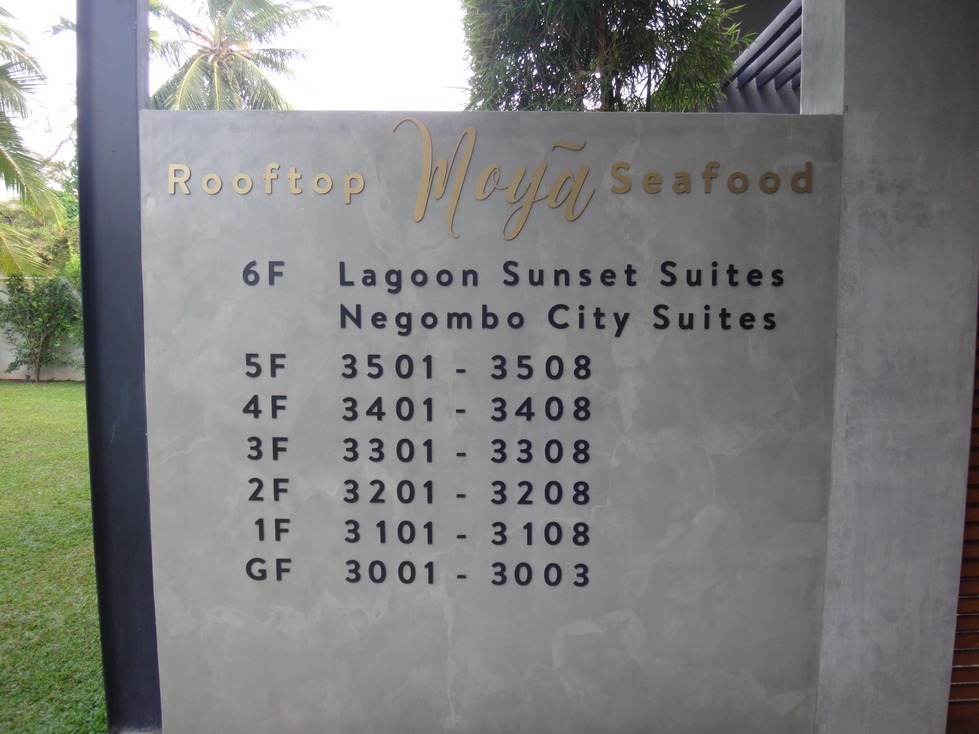 Rooftop Moyã Seafood
6F Lagoon Sunset Suites
Negombo City Suites
5F 3501 - 3508
4F 3401 - 3408
3F 3301 - 3308
2F 3201 - 3208
1F 3101 - 3108
GF 3001 - 3003